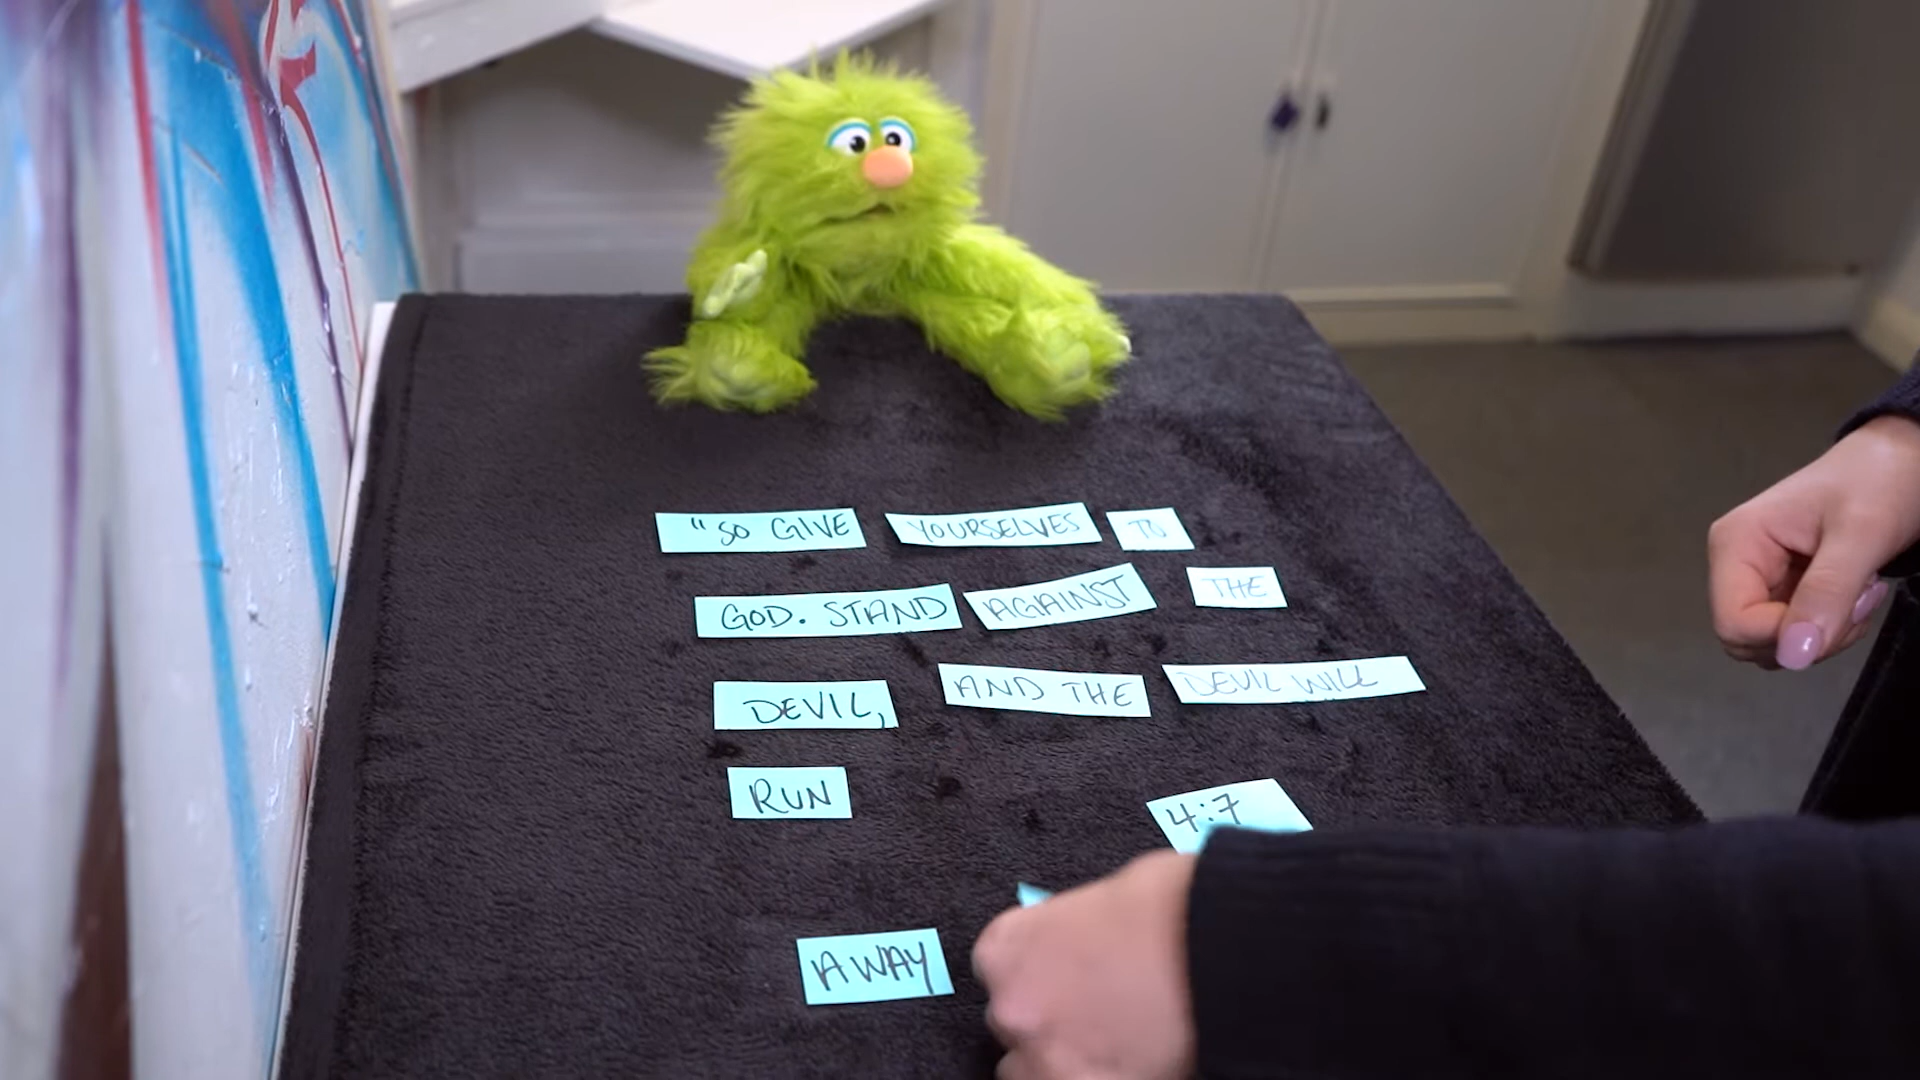 "SO GIVE YOURSELVES TO
GOD. STAND AGAINST THE
DEVIL, AND THE DEVIL WILL
RUN
4:7
AWAY